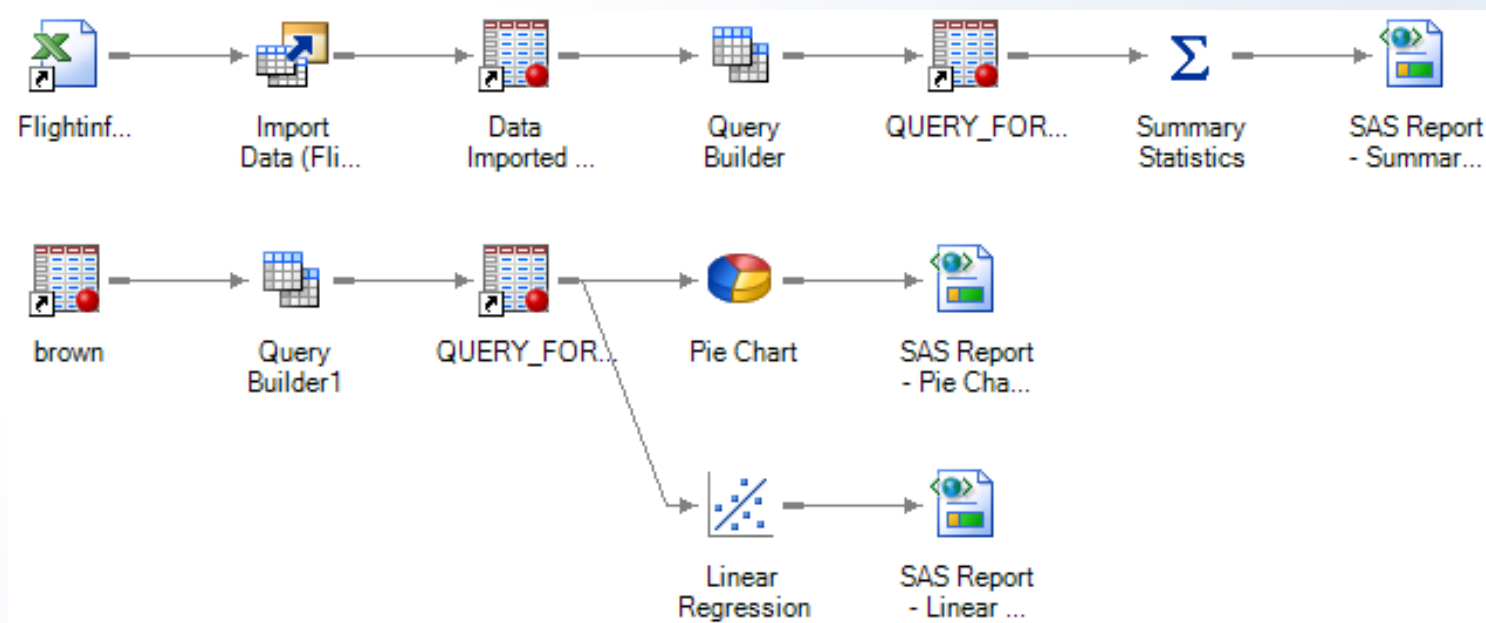 Flightinf...
Import
Data (Fli...
Data
Imported ...
Query
Builder
QUERY_FOR...
Summary
Statistics
SAS Report
- Summar...
brown
Query
Builder1
QUERY_FOR...
Pie Chart
SAS Report
- Pie Cha...
Linear
Regression
SAS Report
- Linear ...